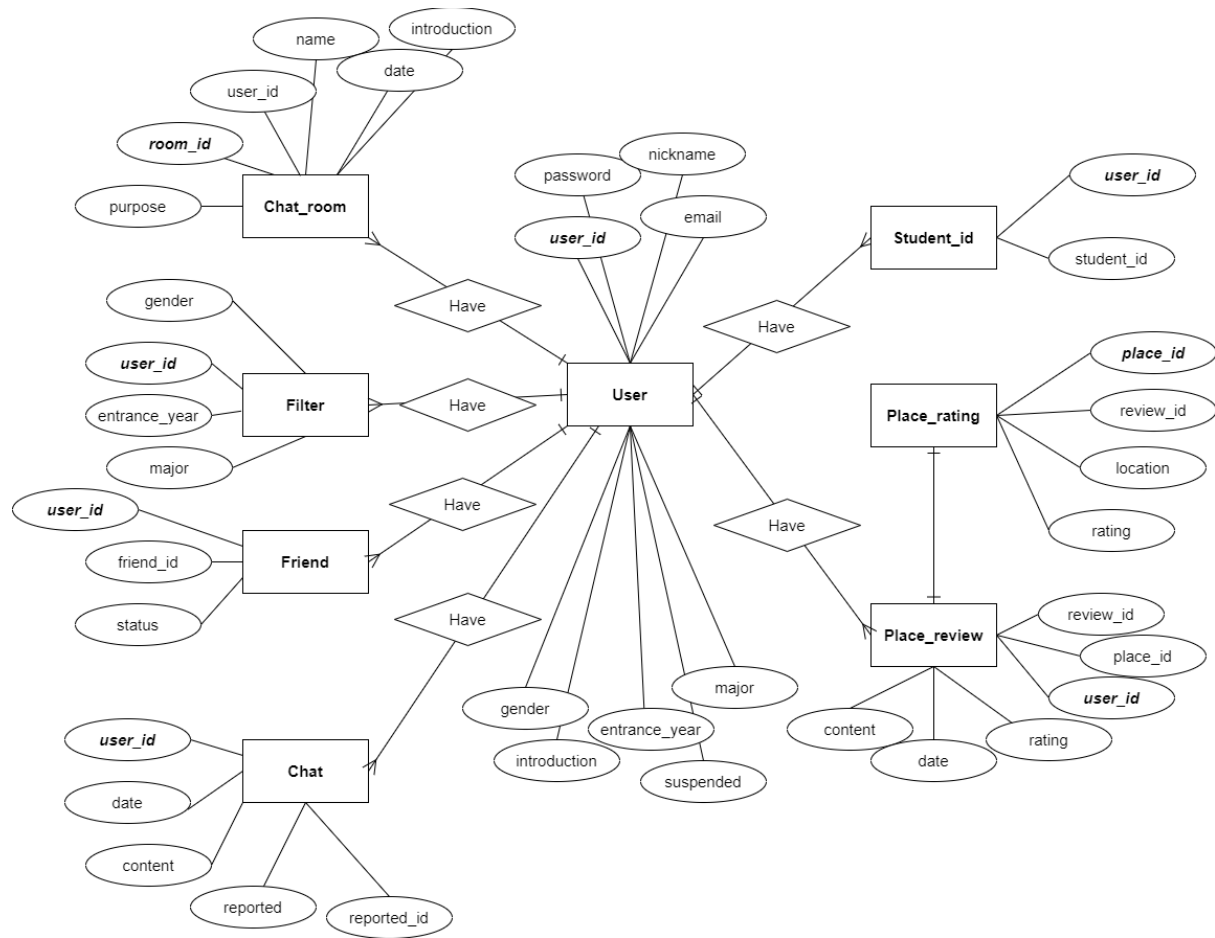 introduction
name
date
user_id
room_id
purpose
Chat_room
nickname
password
email
user_id
user_id
Student_id
student_id
Have
Have
gender
user_id
entrance_year
major
Filter
Have
User
place_id
Place_rating
review_id
location
rating
user_id
friend_id
status
Friend
Have
Have
Have
review_id
Place_review
place_id
user_id
content
date
rating
major
gender
entrance_year
introduction
suspended
user_id
Chat
date
content
reported
reported_id